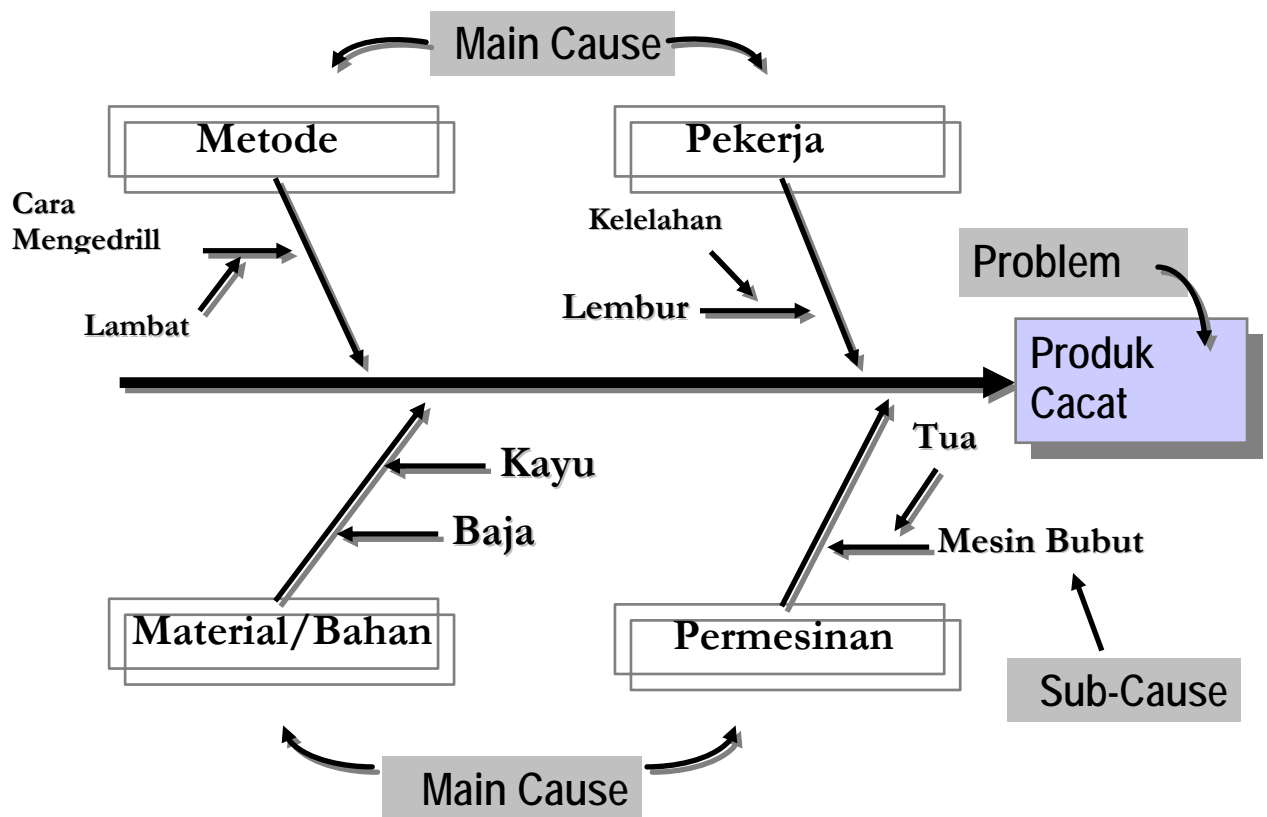 Main Cause
Metode
Pekerja
Cara
Mengedrill
Kelelahan
Problem
Lembur
Lambat
Produk
Cacat
Tua
Kayu
Baja
Mesin Bubut
Material/Bahan
Permesinan
Sub-Cause
Main Cause